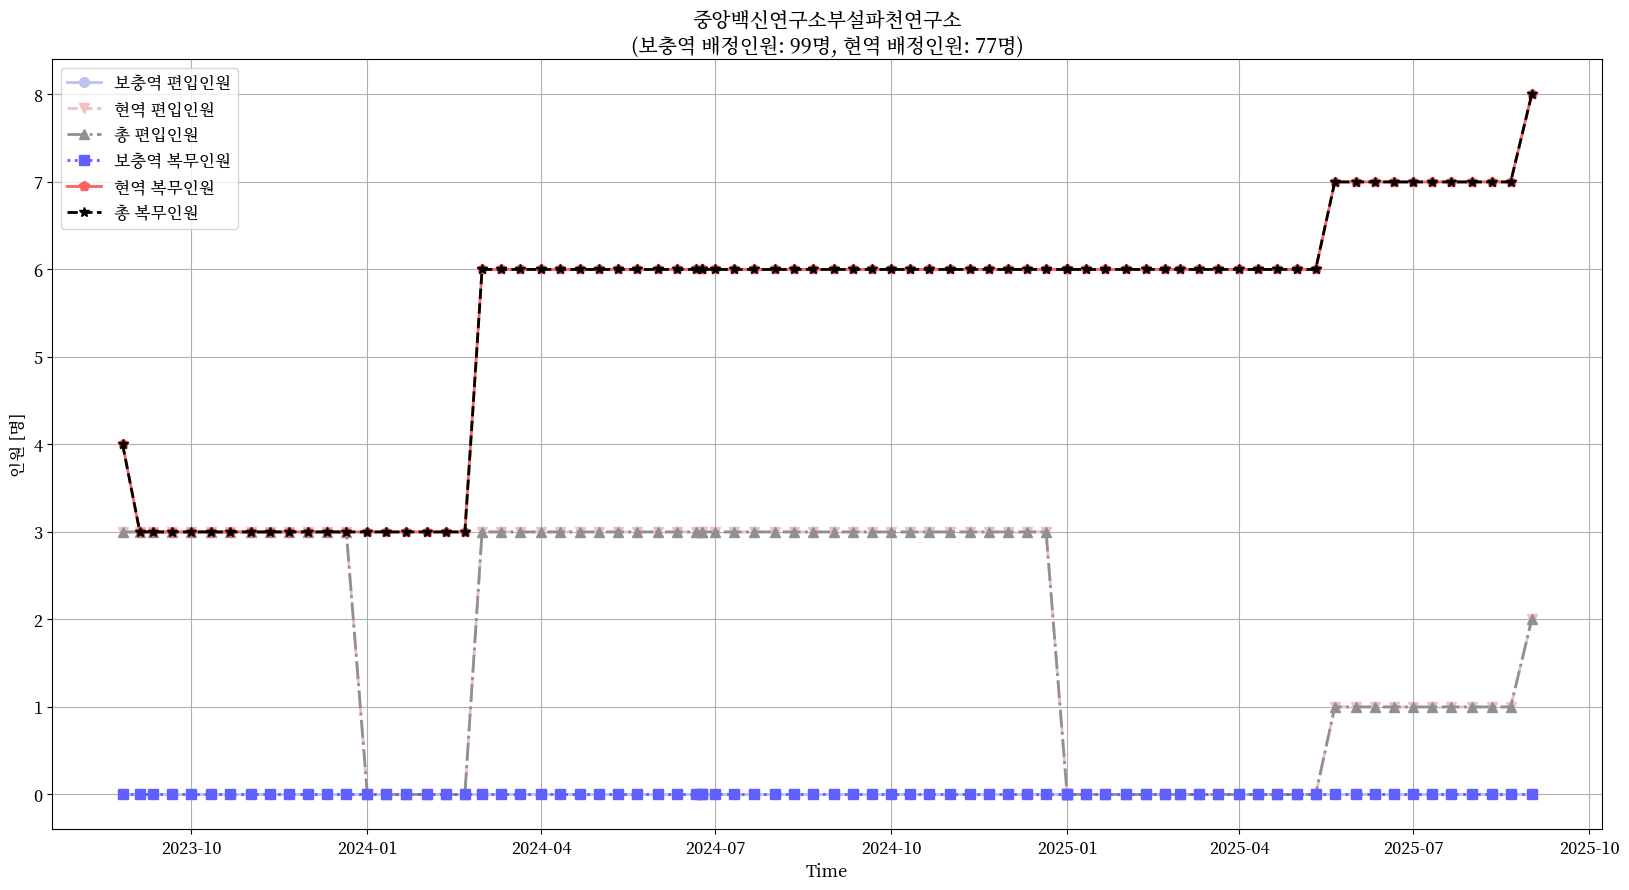 중앙백신연구소부설파천연구소
(보충역 배정인원: 99명, 현역 배정인원: 77명)
보충역 편입인원
현역 편입인원
총 편입인원
보충역 복무인원
현역 복무인원
총 복무인원
인원 [명]
8
7
6
5
4
3
2
1
0
2023-10 2024-01 2024-04 2024-07 2024-10 2025-01 2025-04 2025-07 2025-10
Time